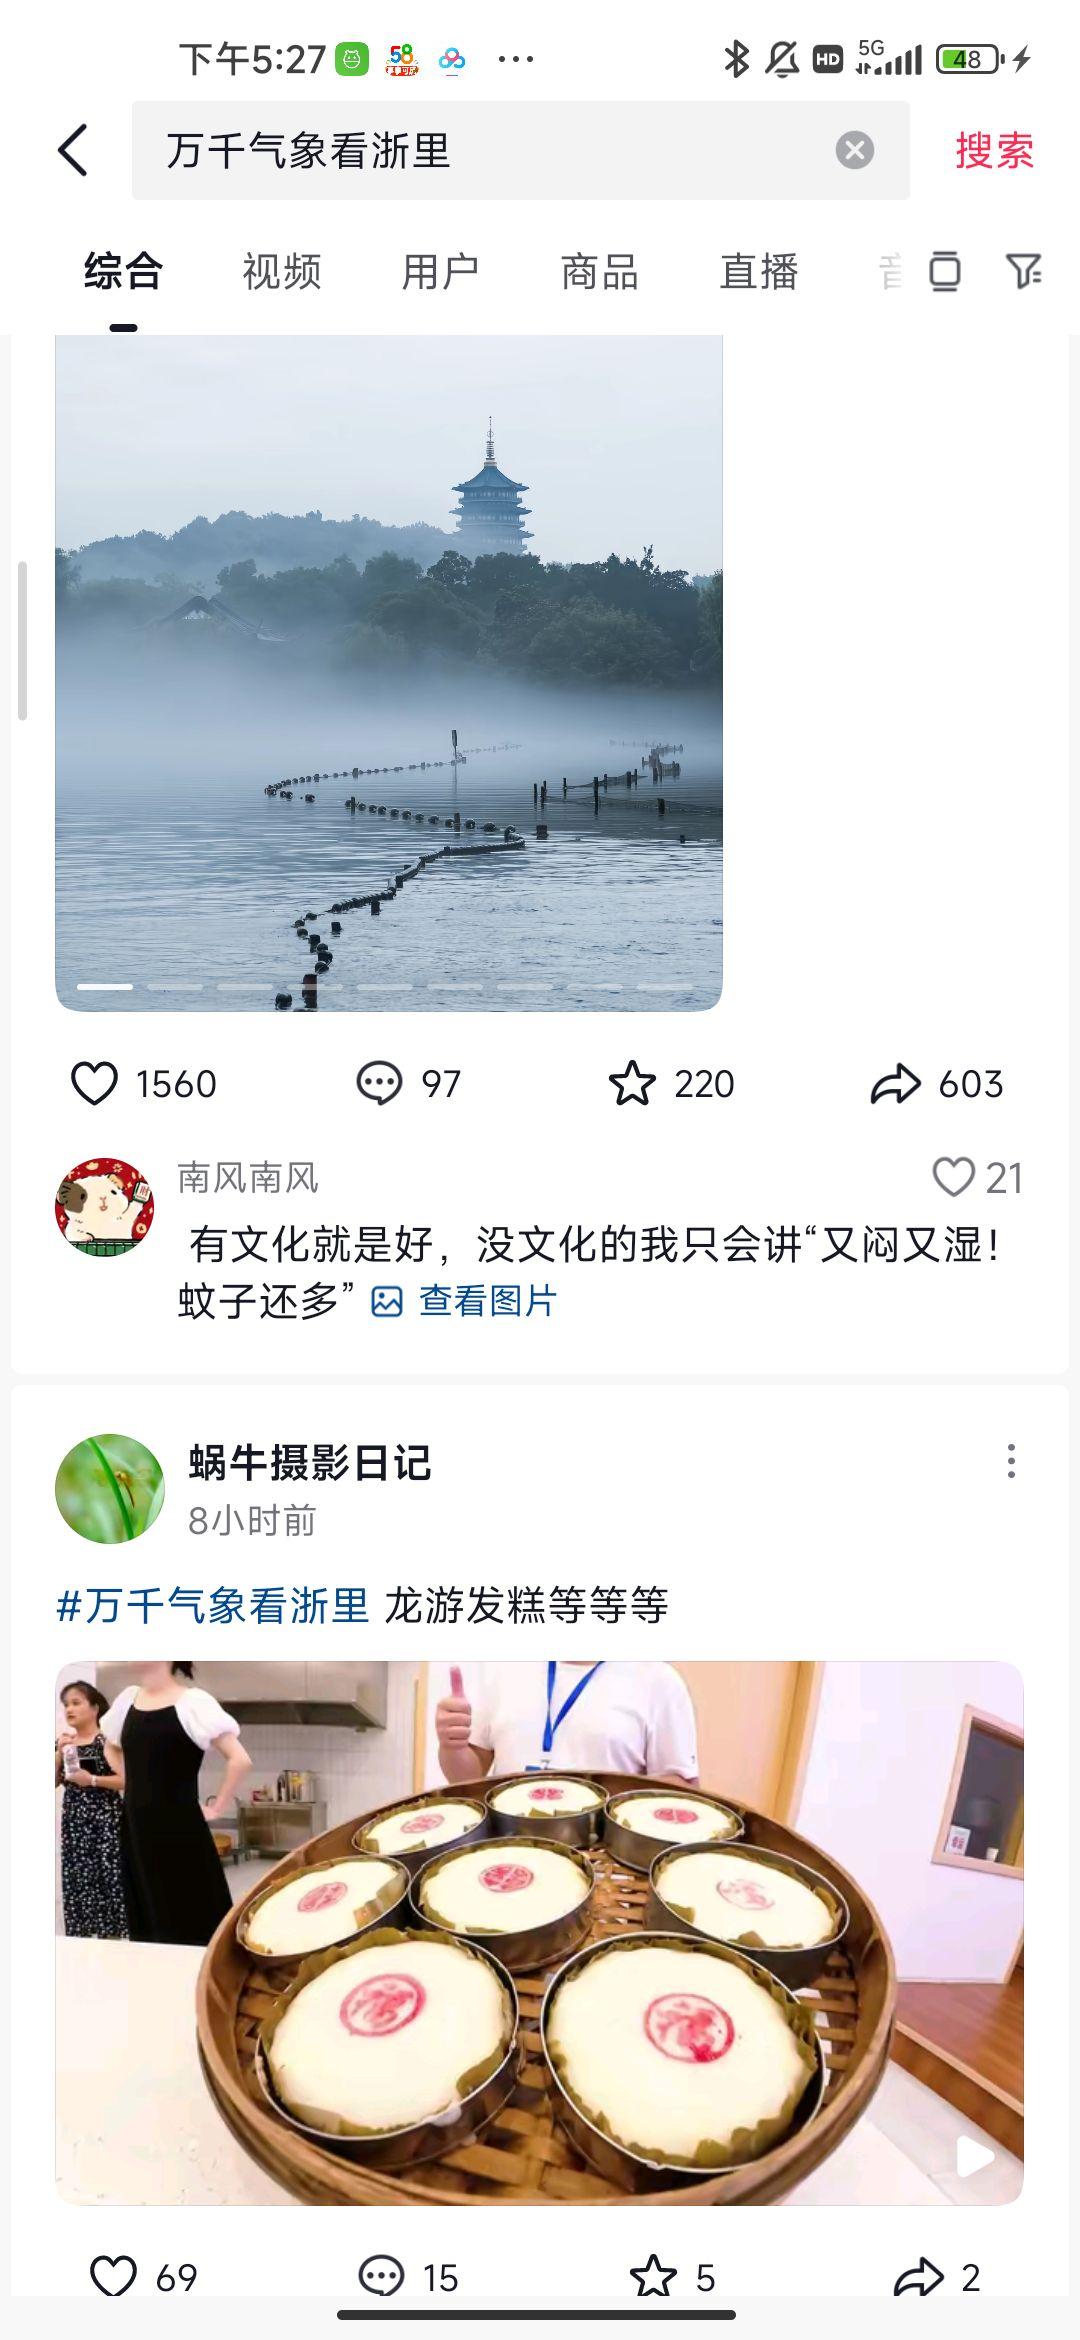 下午5:27 58 ··· HD 5G 48
万千气象看浙里 搜索
综合 视频 用户 商品 直播
1560 97 220 603
南风南风 21
有文化就是好，没文化的我只会讲“又闷又湿！
蚊子还多” 查看图片
蜗牛摄影日记
8小时前
#万千气象看浙里 龙游发糕等等等
69 15 5 2